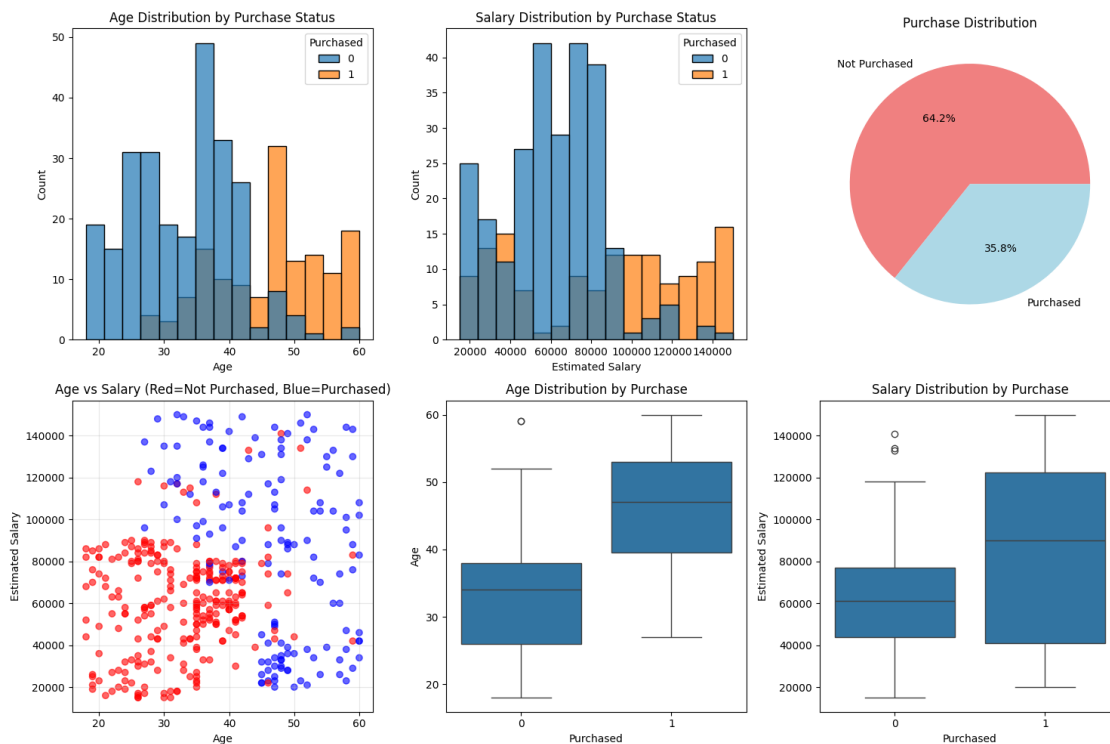 Age Distribution by Purchase Status
Count
50
40
30
20
10
0
20 30 40 50 60
Age
Purchased
0
1
Salary Distribution by Purchase Status
Count
40
35
30
25
20
15
10
5
0
20000 40000 60000 80000 100000 120000 140000
Estimated Salary
Purchased
0
1
Purchase Distribution
Not Purchased
64.2%
35.8%
Purchased
Age vs Salary (Red=Not Purchased, Blue=Purchased)
Estimated Salary
140000
120000
100000
80000
60000
40000
20000
20 30 40 50 60
Age
Age Distribution by Purchase
Age
60
50
40
30
20
0 1
Purchased
Salary Distribution by Purchase
Estimated Salary
140000
120000
100000
80000
60000
40000
20000
0 1
Purchased